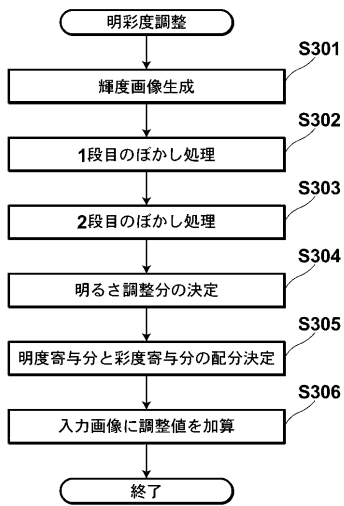 明彩度調整
S301
輝度画像生成
S302
1段目のぼかし処理
S303
2段目のぼかし処理
S304
明るさ調整分の決定
S305
明度寄与分と彩度寄与分の配分決定
S306
入力画像に調整値を加算
終了